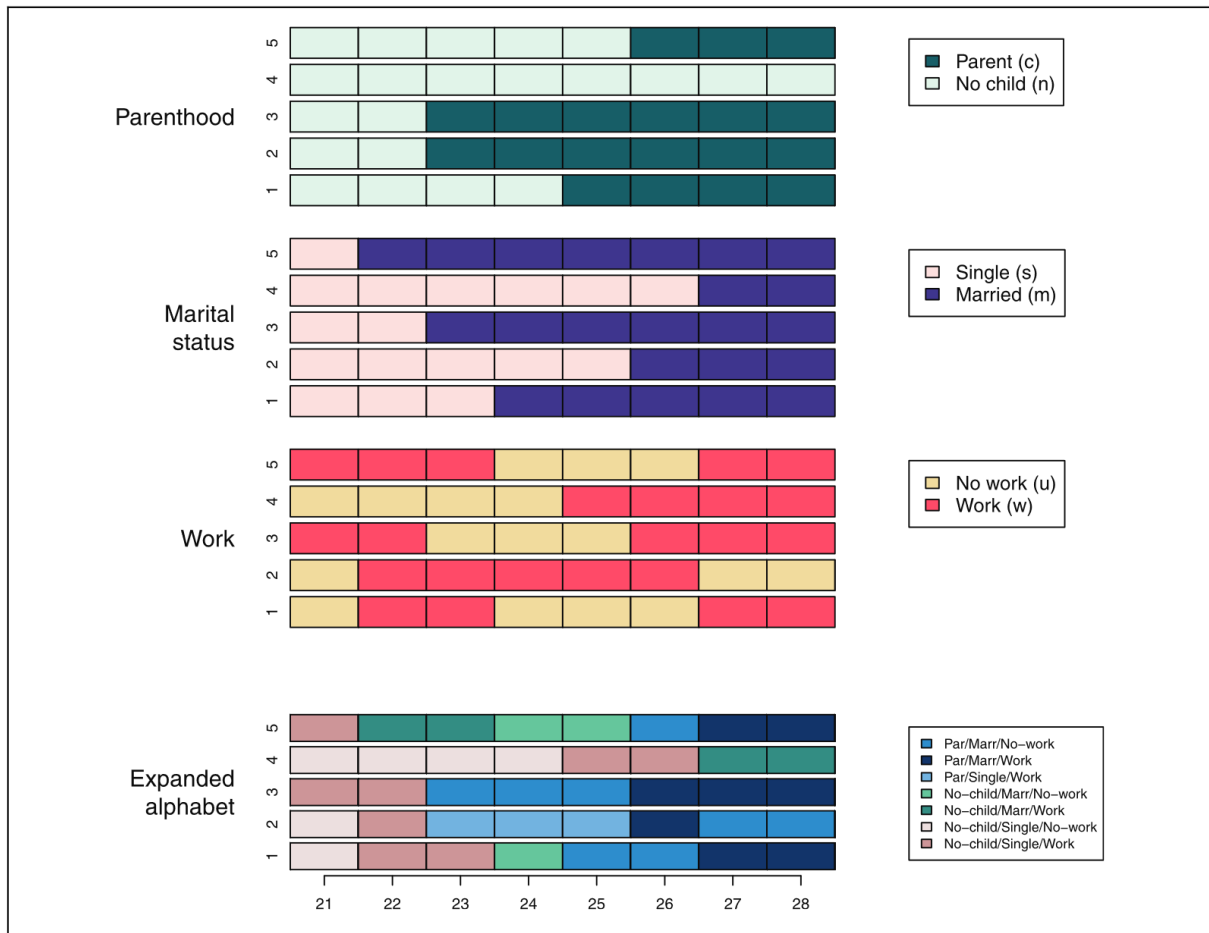 Parenthood
5
4
3
2
1
Parent (c)
No child (n)
Marital
status
5
4
3
2
1
Single (s)
Married (m)
Work
5
4
3
2
1
No work (u)
Work (w)
Expanded
alphabet
5
4
3
2
1
Par/Marr/No−work
Par/Marr/Work
Par/Single/Work
No−child/Marr/No−work
No−child/Marr/Work
No−child/Single/No−work
No−child/Single/Work
21 22 23 24 25 26 27 28